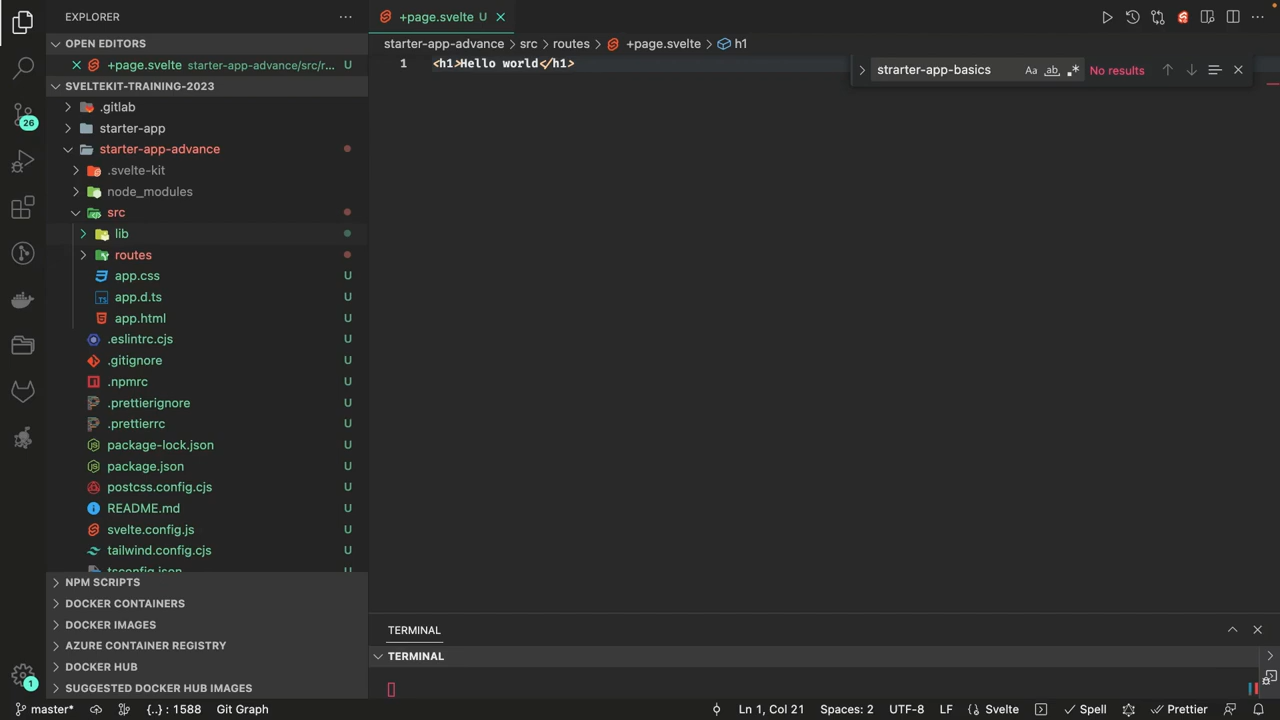 EXPLORER
OPEN EDITORS
+page.svelte starter-app-advance/src/r... U
SVELTEKIT-TRAINING-2023
.gitlab
starter-app
starter-app-advance
.svelte-kit
node_modules
src
lib
routes
app.css U
app.d.ts U
app.html U
.eslintrc.cjs U
.gitignore U
.npmrc U
.prettierignore U
.prettierrc U
package-lock.json U
package.json U
postcss.config.cjs U
README.md U
svelte.config.js U
tailwind.config.cjs U
tsconfig.json U
NPM SCRIPTS
DOCKER CONTAINERS
DOCKER IMAGES
AZURE CONTAINER REGISTRY
DOCKER HUB
SUGGESTED DOCKER HUB IMAGES
26
1
+page.svelte U
starter-app-advance > src > routes > +page.svelte > h1
1 <h1>Hello world</h1>
strarter-app-basics Aa ab No results
TERMINAL
TERMINAL
master* {..} : 1588 Git Graph Ln 1, Col 21 Spaces: 2 UTF-8 LF Svelte Spell Prettier